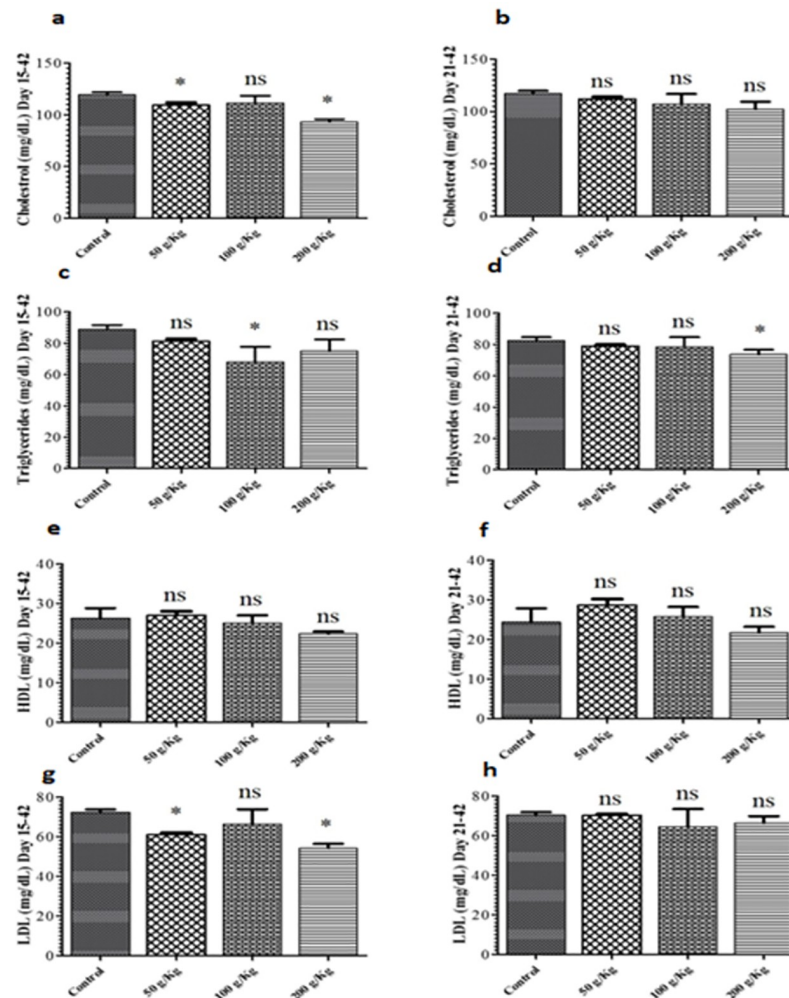 a
Cholestrol (mg/dL) Day 15-42
150
100
50
0
*
ns
*
Control
50 g/Kg
100 g/Kg
200 g/Kg
b
Cholesterol (mg/dL) Day 21-42
150
100
50
0
ns
ns
ns
Control
50 g/Kg
100 g/Kg
200 g/Kg
c
Triglycerides (mg/dL) Day 15-42
100
80
60
40
20
0
ns
*
ns
Control
50 g/Kg
100 g/Kg
200 g/Kg
d
Triglycerides (mg/dL) Day 21-42
100
80
60
40
20
0
ns
ns
*
Control
50 g/Kg
100 g/Kg
200 g/Kg
e
HDL (mg/dL) Day 15-42
40
30
20
10
0
ns
ns
ns
Control
50 g/Kg
100 g/Kg
200 g/Kg
f
HDL (mg/dL) Day 21-42
40
30
20
10
0
ns
ns
ns
Control
50 g/Kg
100 g/Kg
200 g/Kg
g
LDL (mg/dL) Day 15-42
80
60
40
20
0
*
ns
*
Control
50 g/Kg
100 g/Kg
200 g/Kg
h
LDL (mg/dL) Day 21-42
80
60
40
20
0
ns
ns
ns
Control
50 g/Kg
100 g/Kg
200 g/Kg